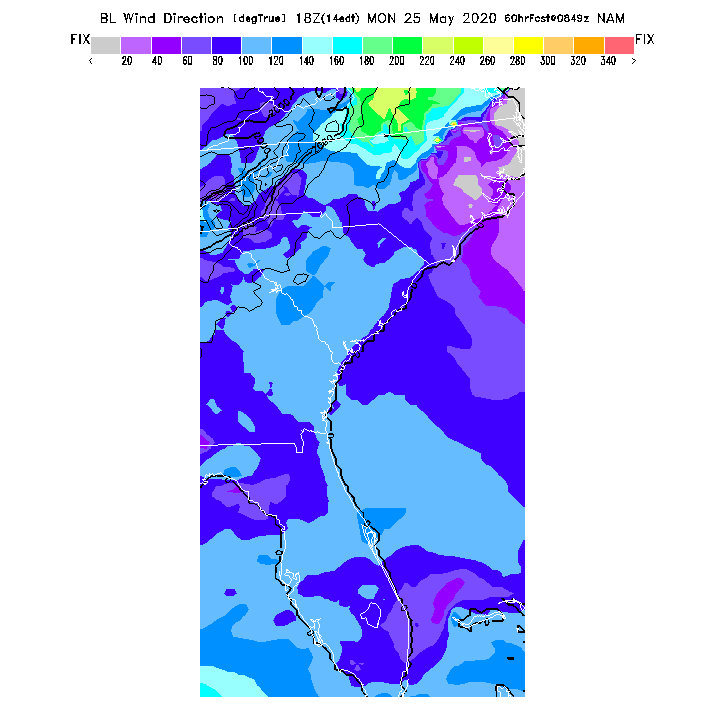 BL Wind Direction [degTrue] 18Z(14edt) MON 25 May 2020 60hrFcst@0849z NAM
FIX FIX
< 20 40 60 80 100 120 140 160 180 200 220 240 260 280 300 320 340 >